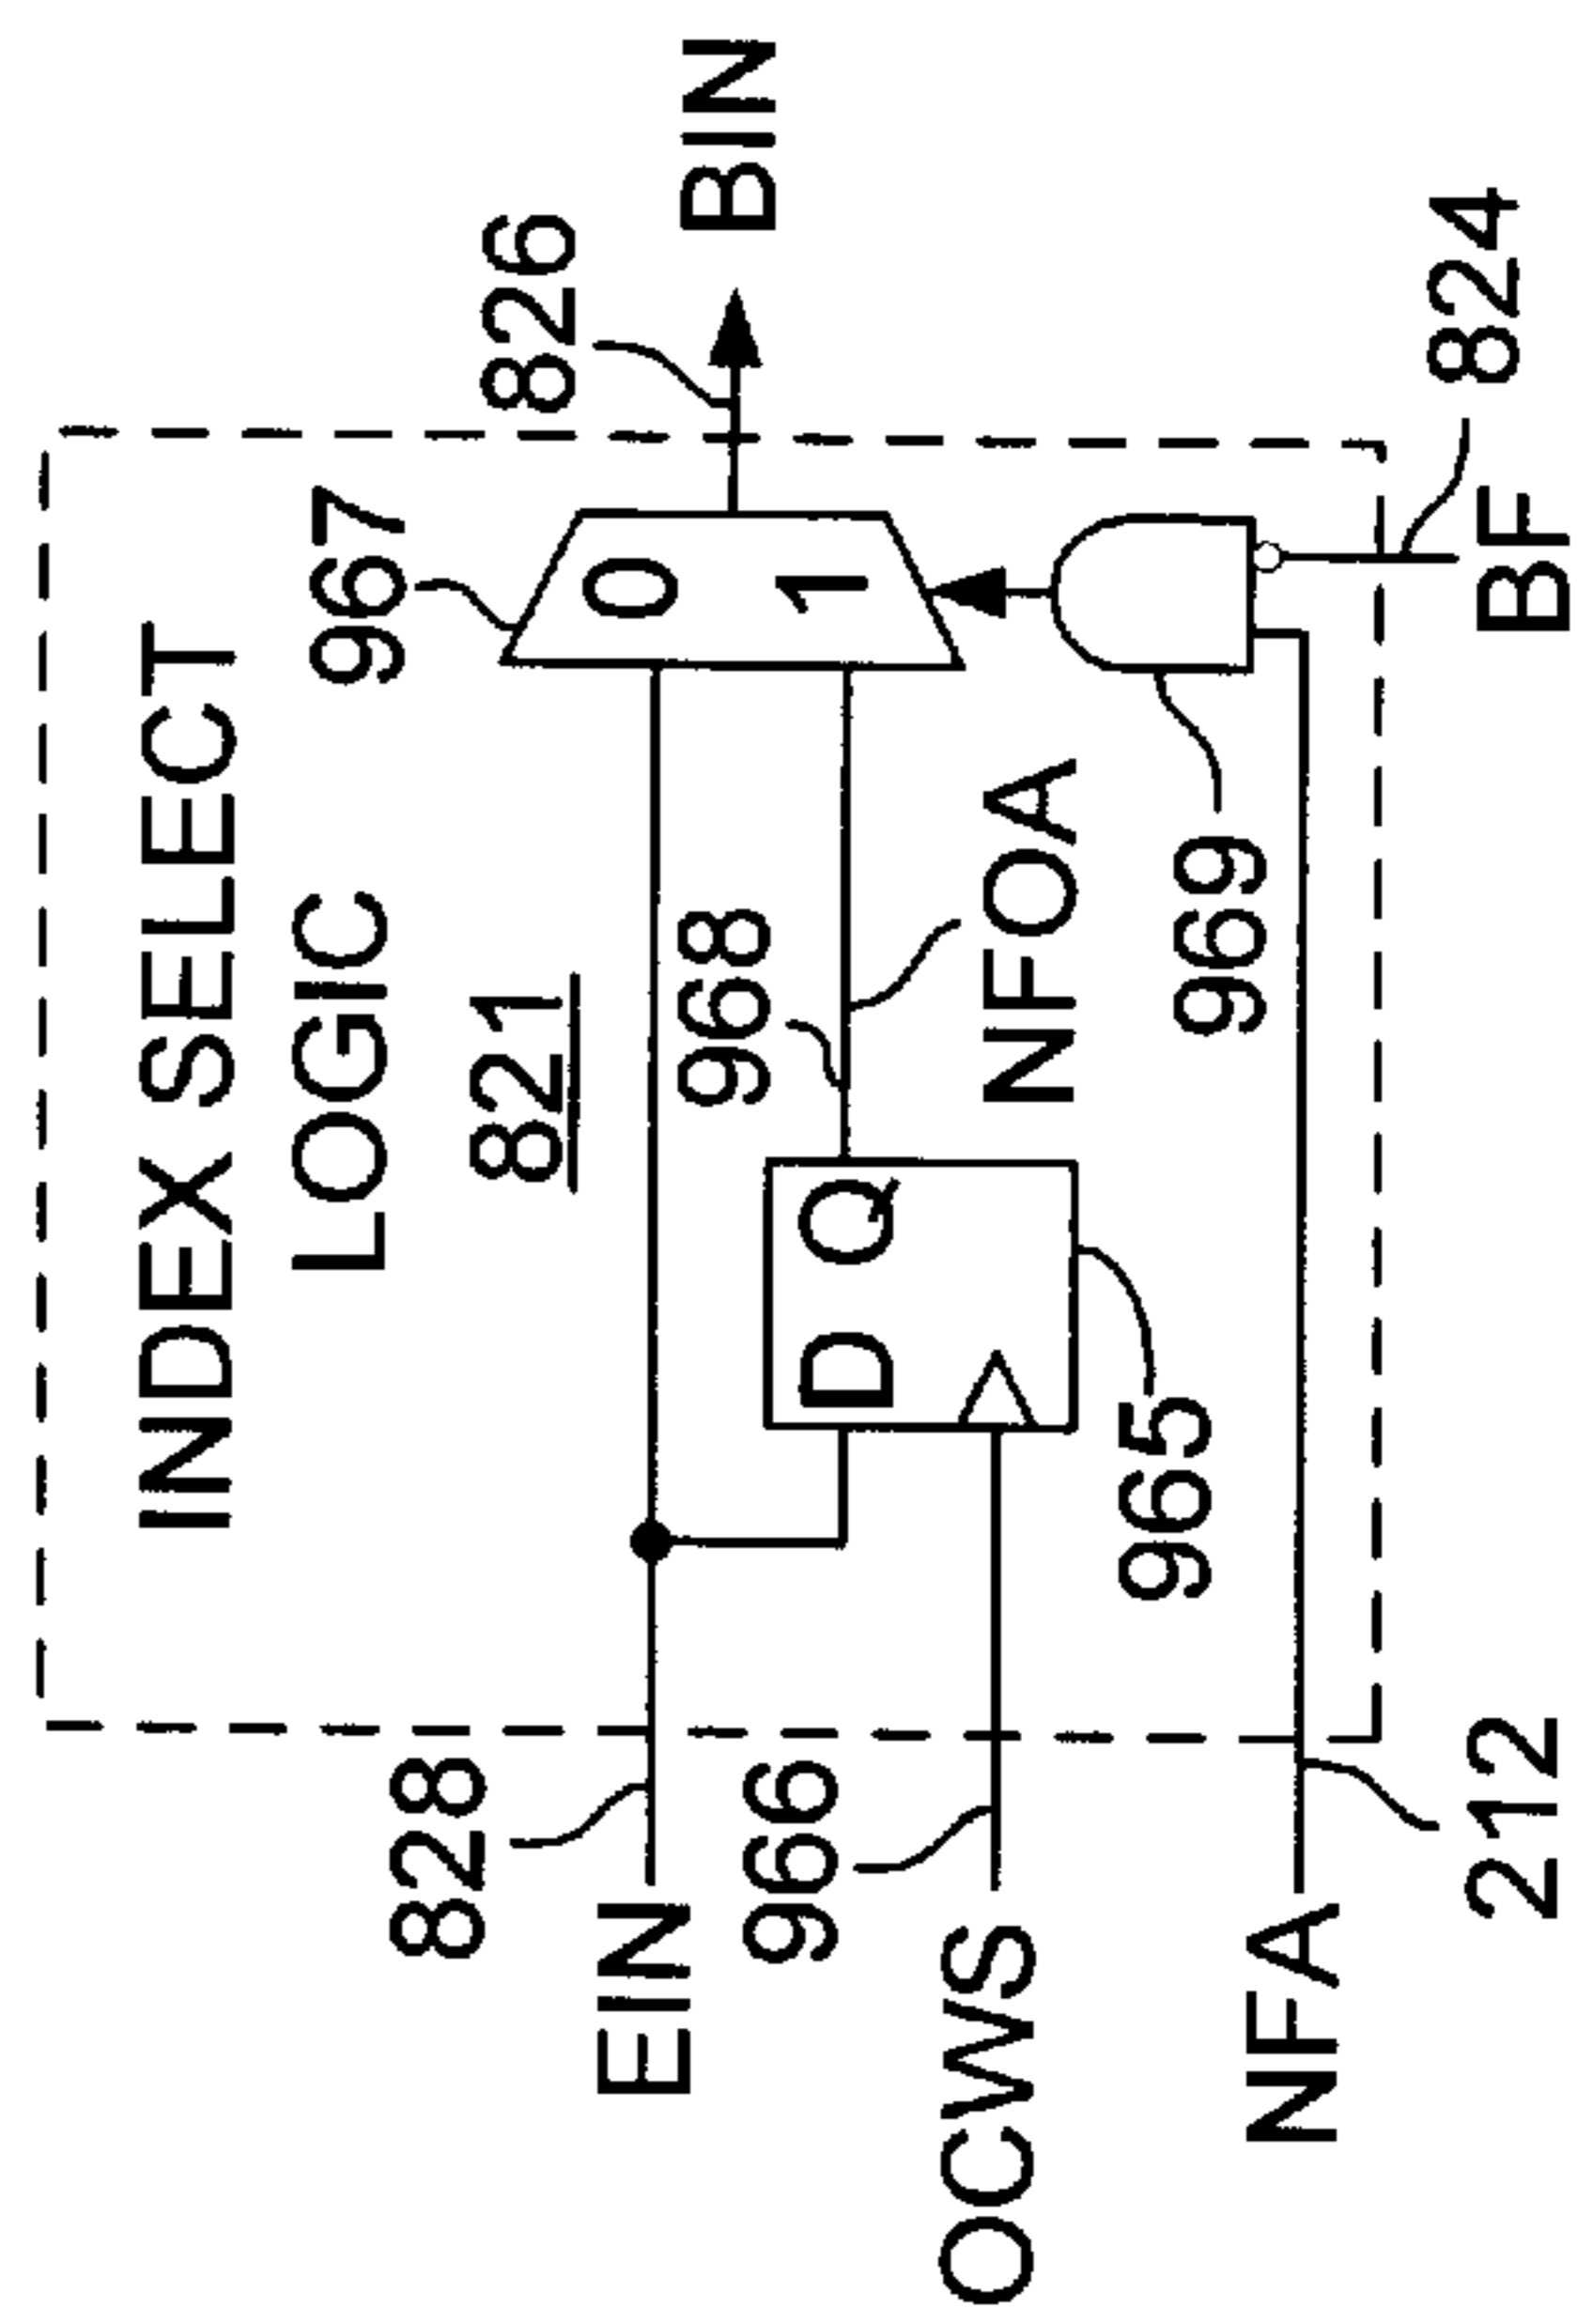 INDEX SELECT
LOGIC
821
967
826
BIN
828
EIN
0
1
968
NFOA
D Q
966
OCWS
965
969
NFA
212
BF
824